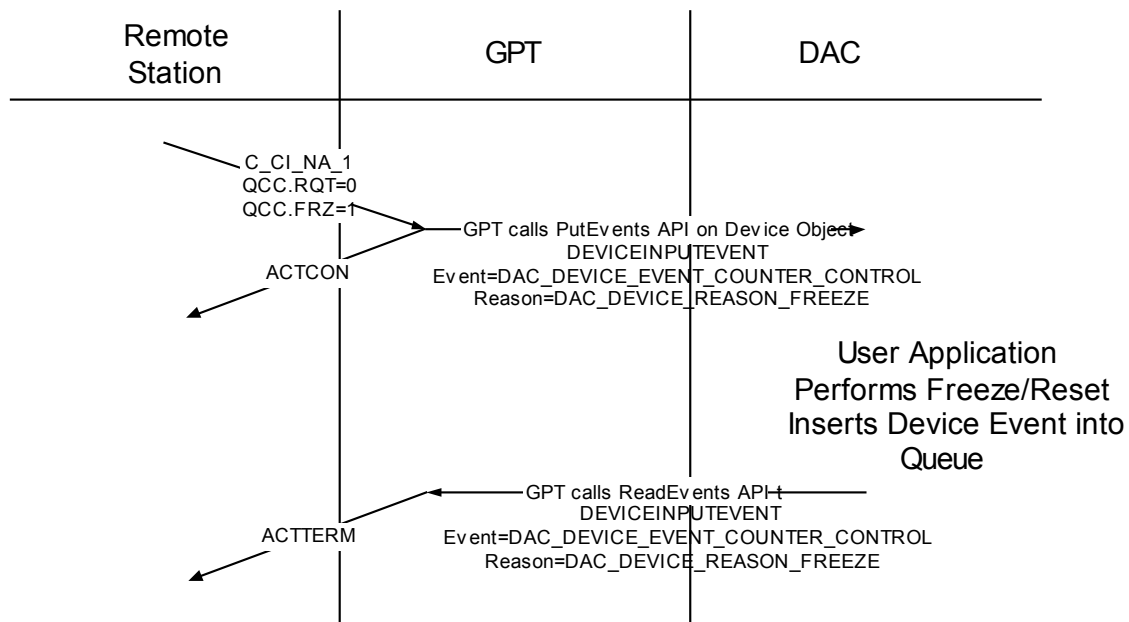 Remote
Station
GPT
DAC
C_CI_NA_1
QCC.RQT=0
QCC.FRZ=1
GPT calls PutEvents API on Device Object
DEVICEINPUTEVENT
Event=DAC_DEVICE_EVENT_COUNTER_CONTROL
Reason=DAC_DEVICE_REASON_FREEZE
ACTCON
User Application
Performs Freeze/Reset
Inserts Device Event into
Queue
GPT calls ReadEvents API t
DEVICEINPUTEVENT
Event=DAC_DEVICE_EVENT_COUNTER_CONTROL
Reason=DAC_DEVICE_REASON_FREEZE
ACTTERM